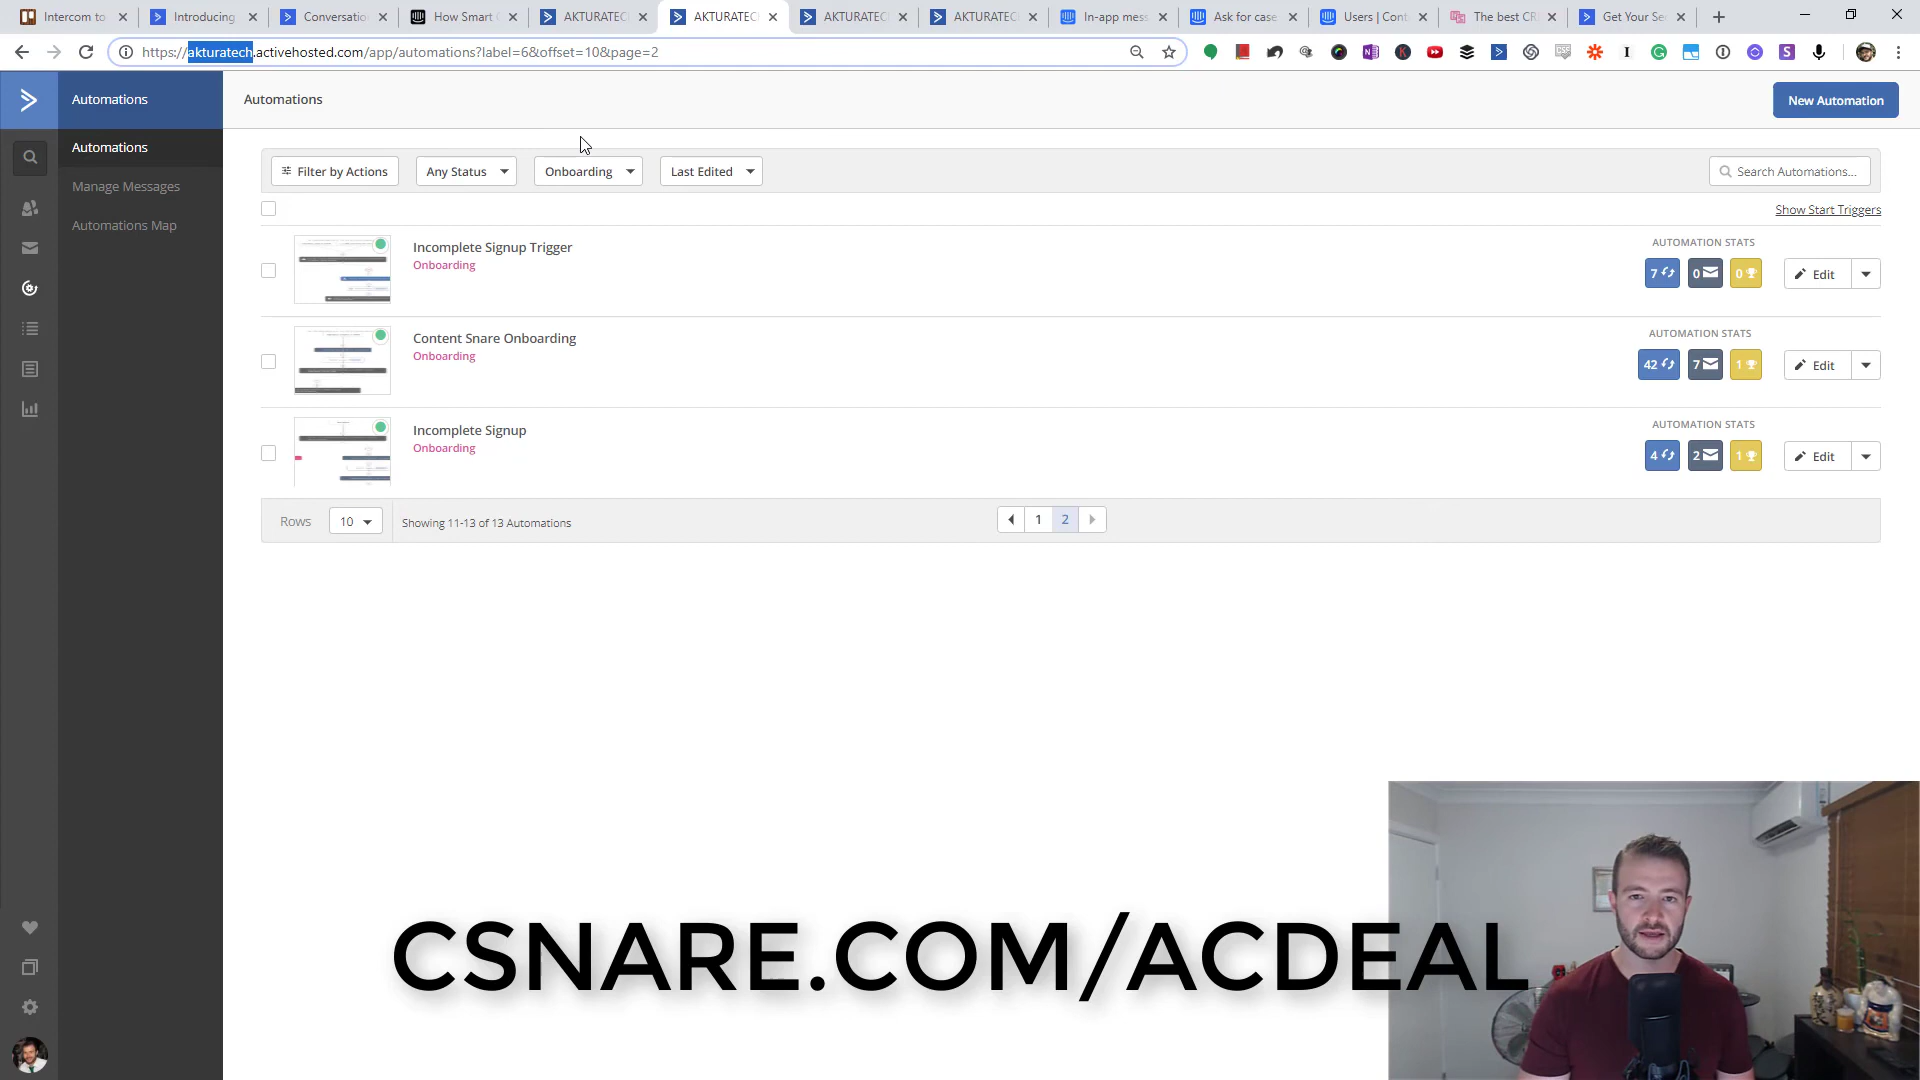 Intercom to
Introducing
Conversatio
How Smart C
AKTURATEC
AKTURATEC
AKTURATEC
AKTURATEC
In-app mess
Ask for case
Users | Cont
The best CR
Get Your Se
https://akturatech.activehosted.com/app/automations?label=6&offset=10&page=2
Automations
Automations
New Automation
Automations
Manage Messages
Automations Map
Filter by Actions
Any Status
Onboarding
Last Edited
Search Automations...
Show Start Triggers
Incomplete Signup Trigger
Onboarding
AUTOMATION STATS
7
0
0
Edit
Content Snare Onboarding
Onboarding
AUTOMATION STATS
42
7
1
Edit
Incomplete Signup
Onboarding
AUTOMATION STATS
4
2
1
Edit
Rows
10
Showing 11-13 of 13 Automations
1
2
CSNARE.COM/ACDEAL